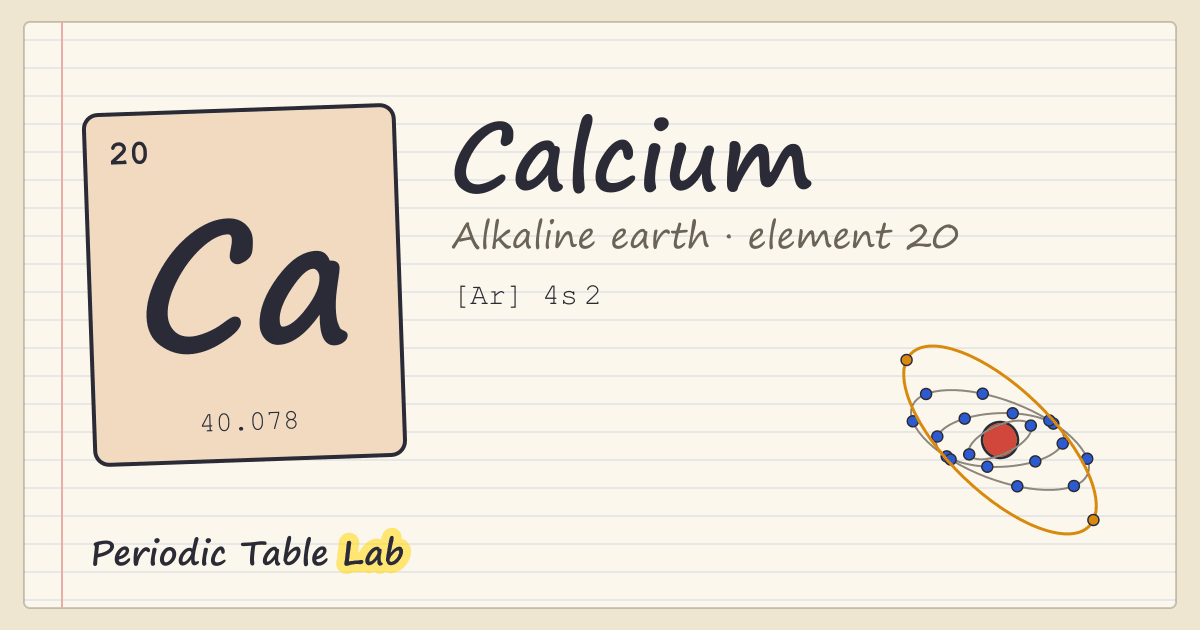 20
Ca
40.078
Calcium
Alkaline earth · element 20
[Ar] 4s2
Periodic Table Lab